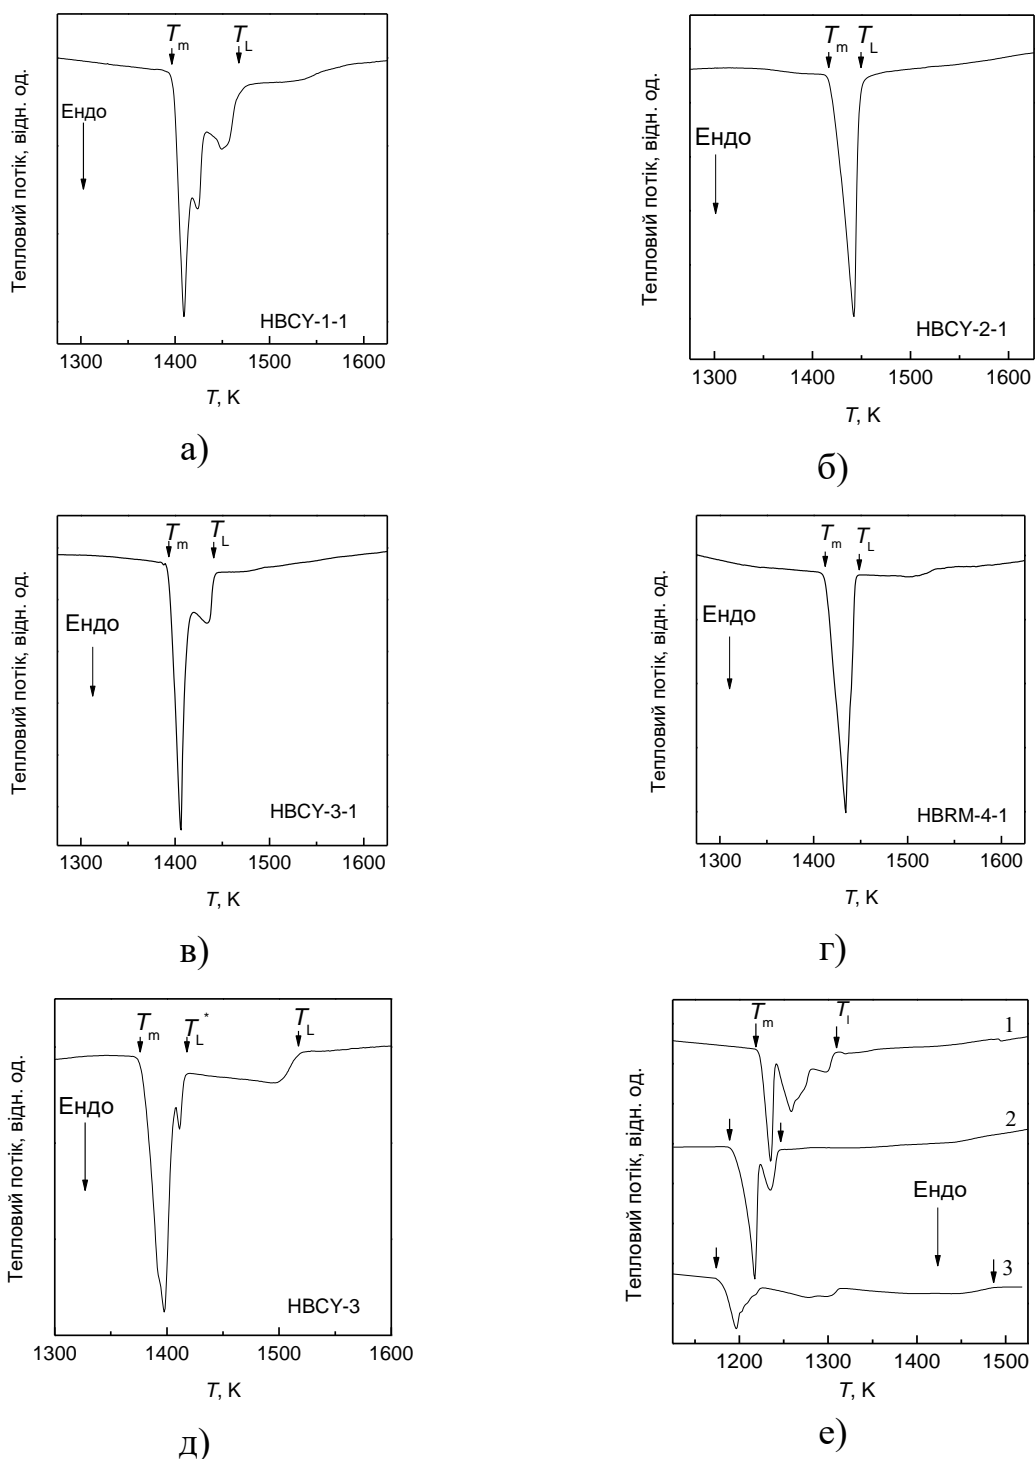 Tm TL
Ендо
Тепловий потік, відн. од.
HBCY-1-1
1300 1400 1500 1600
T, K
а)
Tm TL
Ендо
Тепловий потік, відн. од.
HBCY-2-1
1300 1400 1500 1600
T, K
б)
Tm TL
Ендо
Тепловий потік, відн. од.
HBCY-3-1
1300 1400 1500 1600
T, K
в)
Tm TL
Ендо
Тепловий потік, відн. од.
HBRM-4-1
1300 1400 1500 1600
T, K
г)
Tm TL* TL
Ендо
Тепловий потік, відн. од.
HBCY-3
1300 1400 1500 1600
T, K
д)
Tm Tl 1
2
Ендо
3
Тепловий потік, відн. од.
1200 1300 1400 1500
T, K
е)